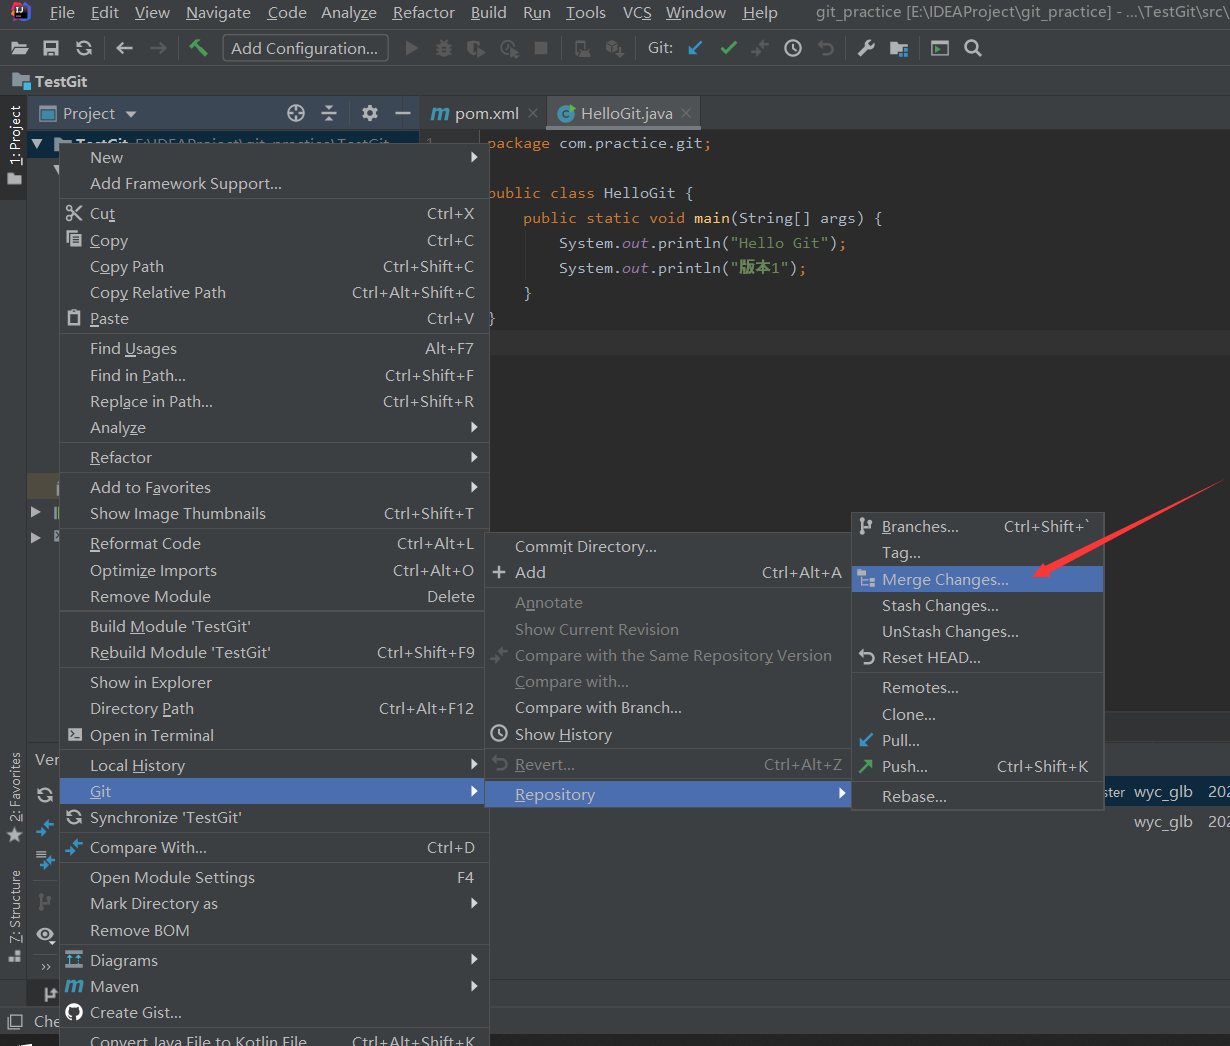 File Edit View Navigate Code Analyze Refactor Build Run Tools VCS Window Help git_practice [E:\IDEAProject\git_practice] - ...\TestGit\src\
Add Configuration... Git:
TestGit
1: Project
Project
pom.xml HelloGit.java
TestGit E:\IDEAProject\git_practice\TestGit
1 package com.practice.git;
public class HelloGit {
public static void main(String[] args) {
System.out.println("Hello Git");
System.out.println("版本1");
}
}
New
Add Framework Support...
Cut Ctrl+X
Copy Ctrl+C
Copy Path Ctrl+Shift+C
Copy Relative Path Ctrl+Alt+Shift+C
Paste Ctrl+V
Find Usages Alt+F7
Find in Path... Ctrl+Shift+F
Replace in Path... Ctrl+Shift+R
Analyze
Refactor
Add to Favorites
Show Image Thumbnails Ctrl+Shift+T
Reformat Code Ctrl+Alt+L
Optimize Imports Ctrl+Alt+O
Remove Module Delete
Build Module 'TestGit'
Rebuild Module 'TestGit' Ctrl+Shift+F9
Show in Explorer
Directory Path Ctrl+Alt+F12
Open in Terminal
Local History
Git
Synchronize 'TestGit'
Compare With... Ctrl+D
Open Module Settings F4
Mark Directory as
Remove BOM
Diagrams
Maven
Create Gist...
Convert Java File to Kotlin File Ctrl+Alt+Shift+K
Commit Directory...
Add Ctrl+Alt+A
Annotate
Show Current Revision
Compare with the Same Repository Version
Compare with...
Compare with Branch...
Show History
Revert... Ctrl+Alt+Z
Repository
Branches... Ctrl+Shift+`
Tag...
Merge Changes...
Stash Changes...
UnStash Changes...
Reset HEAD...
Remotes...
Clone...
Pull...
Push... Ctrl+Shift+K
Rebase...
ster wyc_glb 202
wyc_glb 202
2: Favorites
Ver
Z: Structure
Che